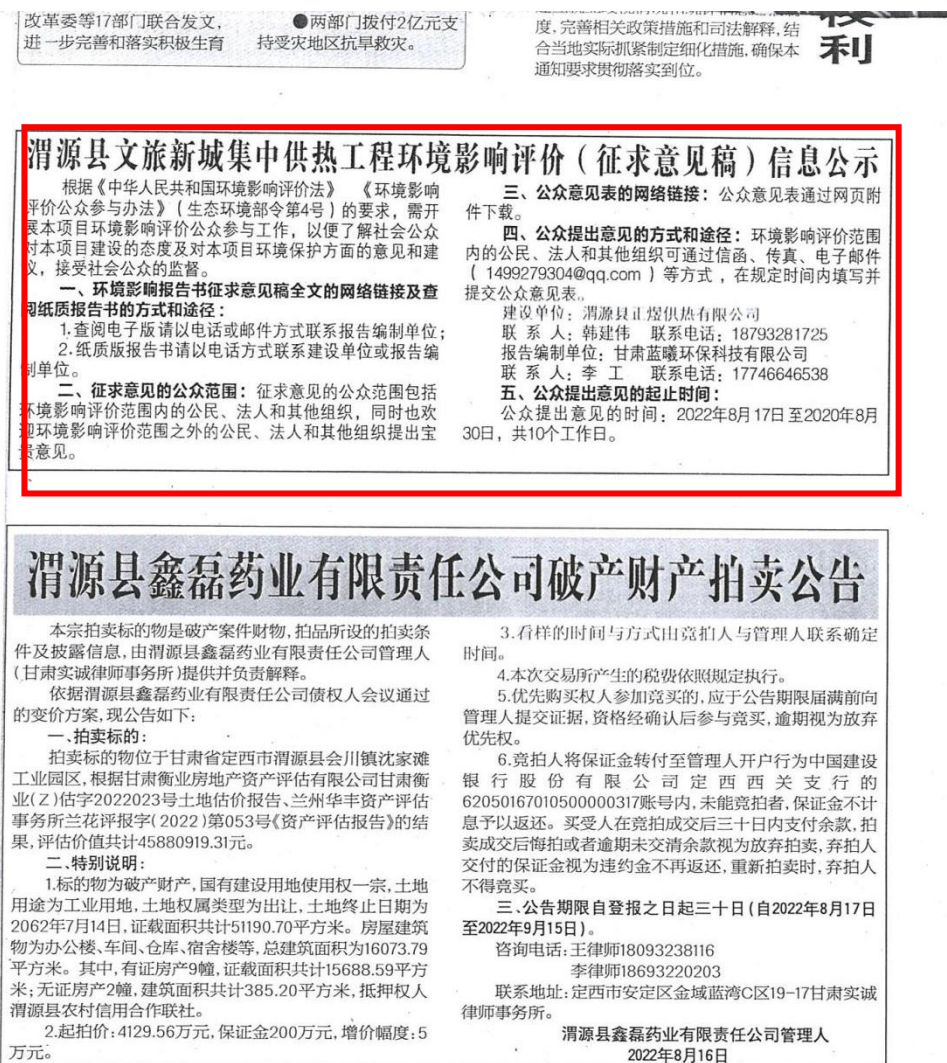 改革委等17部门联合发文,
进一步完善和落实积极生育
●两部门拨付2亿元支
持受灾地区抗旱救灾。
度,完善相关政策措施和司法解释,结
合当地实际抓紧制定细化措施,确保本
通知要求贯彻落实到位。
利
渭源县文旅新城集中供热工程环境影响评价（征求意见稿）信息公示
根据《中华人民共和国环境影响评价法》 《环境影响
评价公众参与办法》（生态环境部令第4号）的要求，需开
展本项目环境影响评价公众参与工作，以便了解社会公众
对本项目建设的态度及对本项目环境保护方面的意见和建
议，接受社会公众的监督。
一、环境影响报告书征求意见稿全文的网络链接及查
阅纸质报告书的方式和途径：
1.查阅电子版请以电话或邮件方式联系报告编制单位；
2.纸质版报告书请以电话方式联系建设单位或报告编
制单位。
二、征求意见的公众范围：征求意见的公众范围包括
环境影响评价范围内的公民、法人和其他组织，同时也欢
迎环境影响评价范围之外的公民、法人和其他组织提出宝
贵意见。
三、公众意见表的网络链接：公众意见表通过网页附
件下载。
四、公众提出意见的方式和途径：环境影响评价范围
内的公民、法人和其他组织可通过信函、传真、电子邮件
（1499279304@qq.com）等方式，在规定时间内填写并
提交公众意见表。
建设单位：渭源县正煜供热有限公司
联 系 人：韩建伟 联系电话：18793281725
报告编制单位：甘肃蓝曦环保科技有限公司
联 系 人：李 工 联系电话：17746646538
五、公众提出意见的起止时间：
公众提出意见的时间：2022年8月17日至2020年8月
30日，共10个工作日。
渭源县鑫磊药业有限责任公司破产财产拍卖公告
本宗拍卖标的物是破产案件财物,拍品所设的拍卖条
件及披露信息,由渭源县鑫磊药业有限责任公司管理人
(甘肃实诚律师事务所)提供并负责解释。
依据渭源县鑫磊药业有限责任公司债权人会议通过
的变价方案,现公告如下:
一、拍卖标的:
拍卖标的物位于甘肃省定西市渭源县会川镇沈家滩
工业园区,根据甘肃衡业房地产资产评估有限公司甘肃衡
业(Z)估字2022023号土地估价报告、兰州华丰资产评估
事务所兰花评报字(2022)第053号《资产评估报告》的结
果,评估价值共计45880919.31元。
二、特别说明:
1.标的物为破产财产,国有建设用地使用权一宗,土地
用途为工业用地,土地权属类型为出让,土地终止日期为
2062年7月14日,证载面积共计51190.70平方米。房屋建筑
物为办公楼、车间、仓库、宿舍楼等,总建筑面积为16073.79
平方米。其中,有证房产9幢,证载面积共计15688.59平方
米;无证房产2幢,建筑面积共计385.20平方米,抵押权人
渭源县农村信用合作联社。
2.起拍价:4129.56万元,保证金200万元,增价幅度:5
万元。
3.看样的时间与方式由竞拍人与管理人联系确定
时间。
4.本次交易所产生的税费依照规定执行。
5.优先购买权人参加竞买的,应于公告期限届满前向
管理人提交证据,资格经确认后参与竞买,逾期视为放弃
优先权。
6.竞拍人将保证金转付至管理人开户行为中国建设
银行股份有限公司定西西关支行的
62050167010500000317账号内,未能竞拍者,保证金不计
息予以返还。买受人在竞拍成交后三十日内支付余款,拍
卖成交后悔拍或者逾期未交清余款视为放弃拍卖,弃拍人
交付的保证金视为违约金不再返还,重新拍卖时,弃拍人
不得竞买。
三、公告期限自登报之日起三十日(自2022年8月17日
至2022年9月15日)。
咨询电话:王律师18093238116
李律师18693220203
联系地址:定西市安定区金域蓝湾C区19-17甘肃实诚
律师事务所。
渭源县鑫磊药业有限责任公司管理人
2022年8月16日